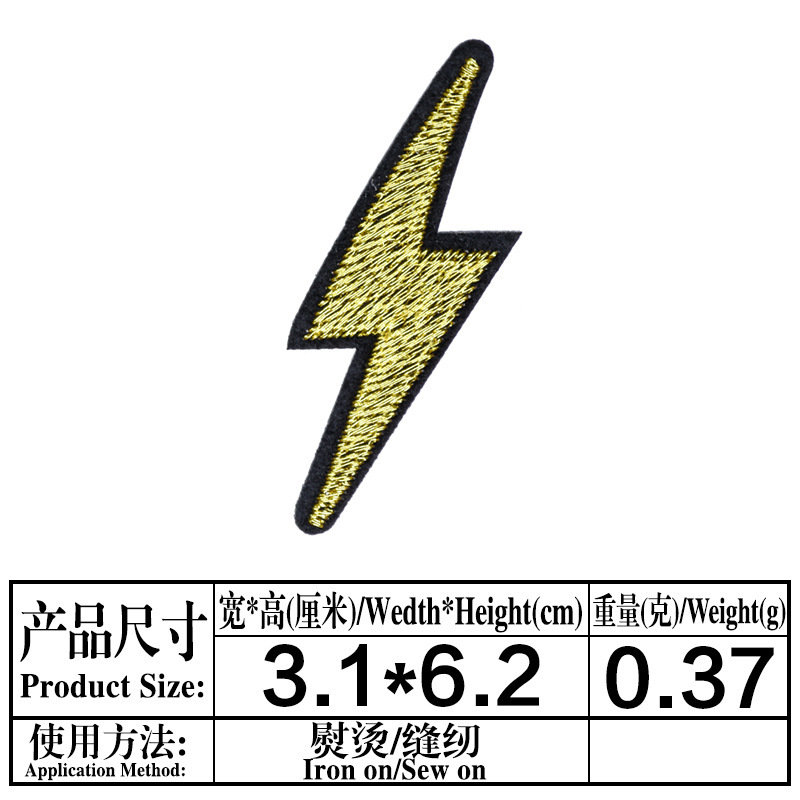 产品尺寸
Product Size:
宽*高(厘米)/Wedth*Height(cm)
重量(克)/Weight(g)
3.1*6.2
0.37
使用方法:
Application Method:
熨烫/缝纫
Iron on/Sew on